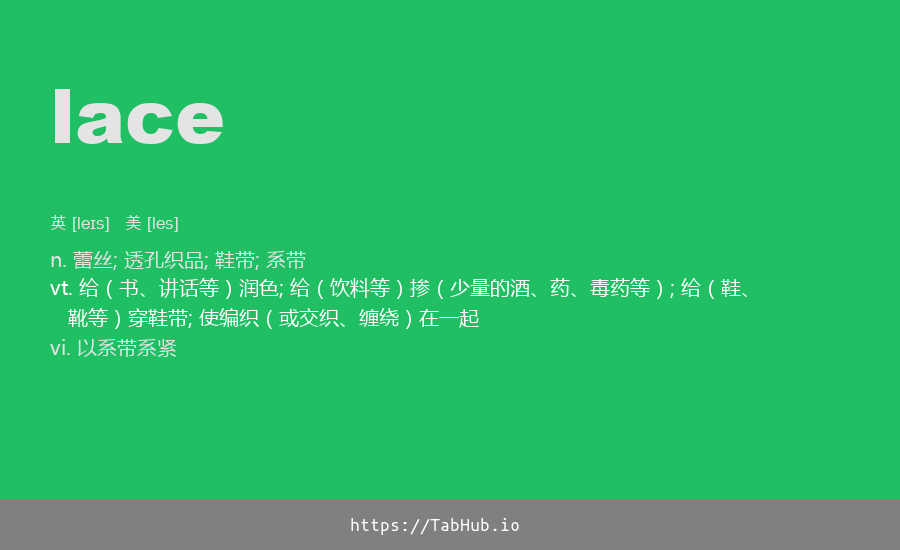 lace
英 [leɪs] 美 [les]
n. 蕾丝; 透孔织品; 鞋带; 系带
vt. 给 ( 书、讲话等 ) 润色; 给 ( 饮料等 ) 掺 ( 少量的酒、药、毒药等 ) ; 给 ( 鞋、
靴等 ) 穿鞋带; 使编织 ( 或交织、缠绕 ) 在一起
vi. 以系带系紧
https://TabHub.io